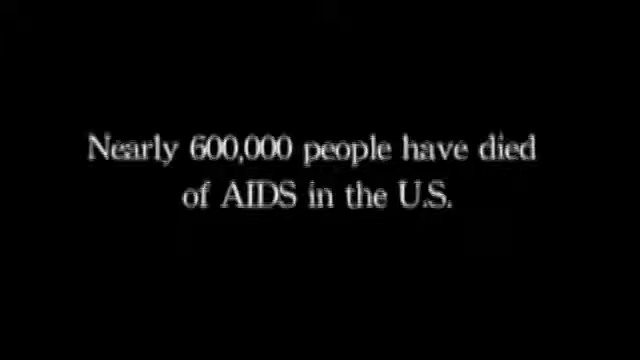 Nearly 600,000 people have died
of AIDS in the U.S.